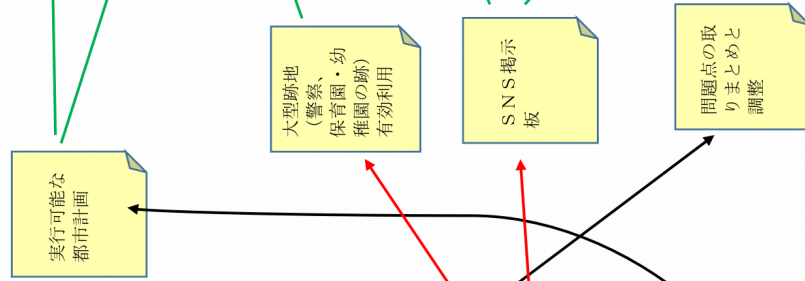 実行可能な
都市計画
大型跡地
（警察、
保育園・幼
稚園の跡）
有効利用
ＳＮＳ掲示
板
問題点の取
りまとめと
調整